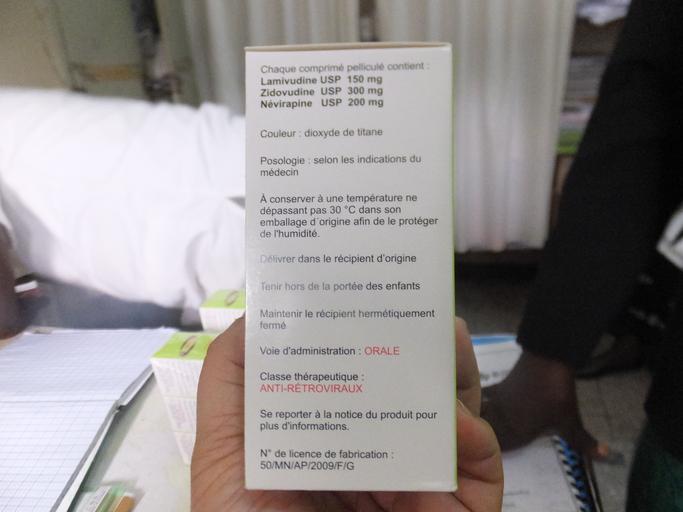 Chaque comprimé pelliculé contient :
Lamivudine USP 150 mg
Zidovudine USP 300 mg
Névirapine USP 200 mg
Couleur : dioxyde de titane
Posologie : selon les indications du
médecin
À conserver à une température ne
dépassant pas 30 °C dans son
emballage d´origine afin de le protéger
de l'humidité.
Délivrer dans le récipient d'origine
Tenir hors de la portée des enfants
Maintenir le récipient hermétiquement
fermé
Voie d'administration : ORALE
Classe thérapeutique :
ANTI-RÉTROVIRAUX
Se reporter à la notice du produit pour
plus d'informations.
N° de licence de fabrication :
50/MN/AP/2009/F/G